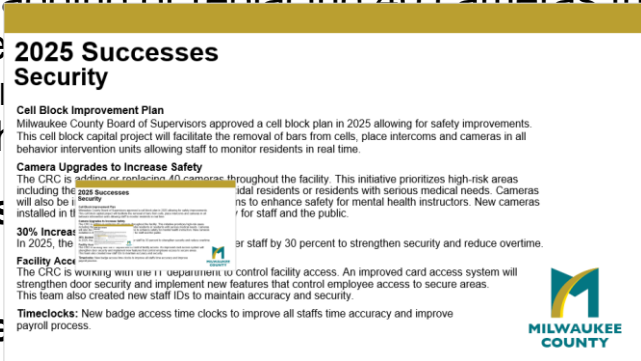 2025 Successes
Security
Cell Block Improvement Plan
Milwaukee County Board of Supervisors approved a cell block plan in 2025 allowing for safety improvements.
This cell block capital project will facilitate the removal of bars from cells, place intercoms and cameras in all
behavior intervention units allowing staff to monitor residents in real time.
Camera Upgrades to Increase Safety
The CRC is adding or replacing 40 cameras throughout the facility. This initiative prioritizes high-risk areas
including the residents or residents with serious medical needs. Cameras
will also be to enhance safety for mental health instructors. New cameras
installed in for staff and the public.
2025 Successes
Security
30%
In 2025, the staff by 30 percent to strengthen security and reduce overtime.
Facility
The CRC is working with the IT department to control facility access. An improved card access system will
strengthen door security and implement new features that control employee access to secure areas.
This team also created new staff IDs to maintain accuracy and security.
Timeclocks: New badge access time clocks to improve all staffs time accuracy and improve
payroll process.
MILWAUKEE
COUNTY